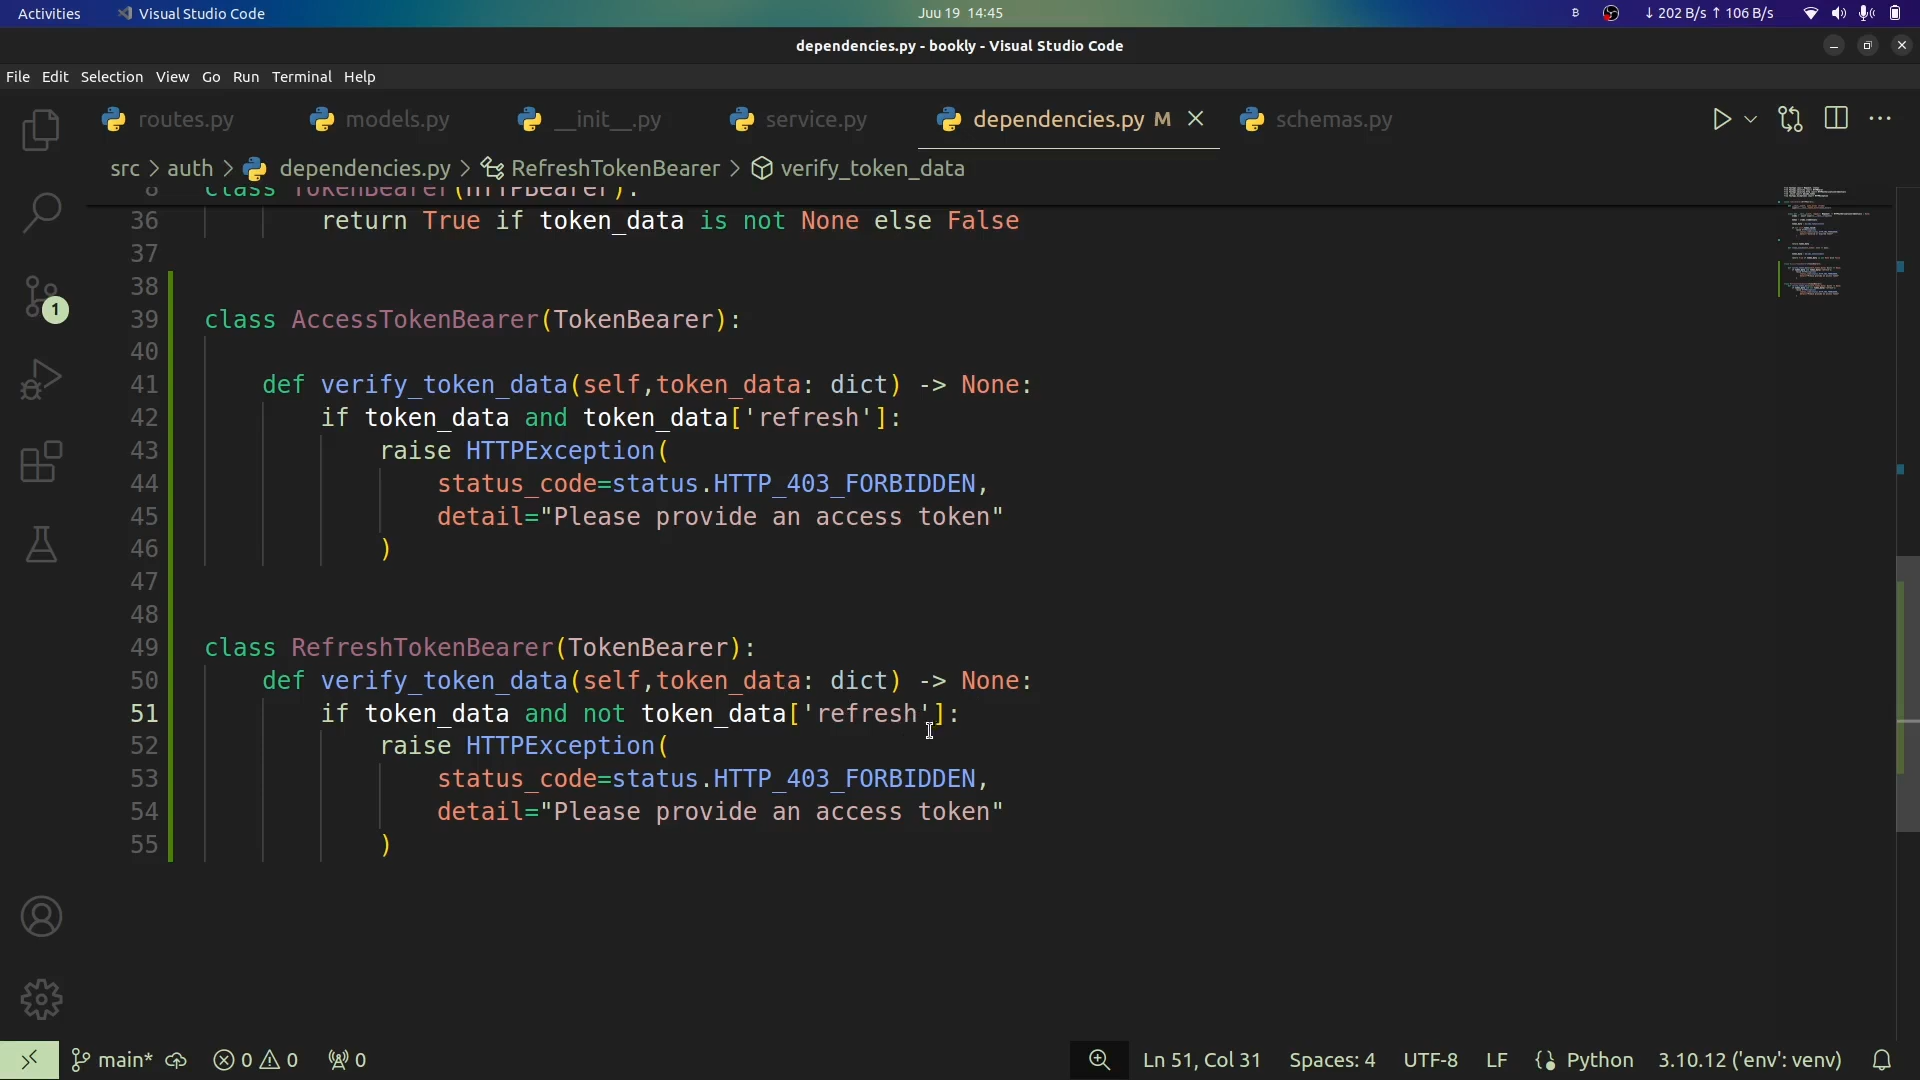 Activities
Visual Studio Code
Juu 19 14:45
↓ 202 B/s ↑ 106 B/s
dependencies.py - bookly - Visual Studio Code
File Edit Selection View Go Run Terminal Help
routes.py
models.py
__init__.py
service.py
dependencies.py M
schemas.py
src > auth > dependencies.py > RefreshTokenBearer > verify_token_data
8 class TokenBearer(HTTPBearer):
36 return True if token_data is not None else False
37
38
39 class AccessTokenBearer(TokenBearer):
40
41 def verify_token_data(self,token_data: dict) -> None:
42 if token_data and token_data['refresh']:
43 raise HTTPException(
44 status_code=status.HTTP_403_FORBIDDEN,
45 detail="Please provide an access token"
46 )
47
48
49 class RefreshTokenBearer(TokenBearer):
50 def verify_token_data(self,token_data: dict) -> None:
51 if token_data and not token_data['refresh']:
52 raise HTTPException(
53 status_code=status.HTTP_403_FORBIDDEN,
54 detail="Please provide an access token"
55 )
1
main*
0
0
0
Ln 51, Col 31
Spaces: 4
UTF-8
LF
Python
3.10.12 ('env': venv)